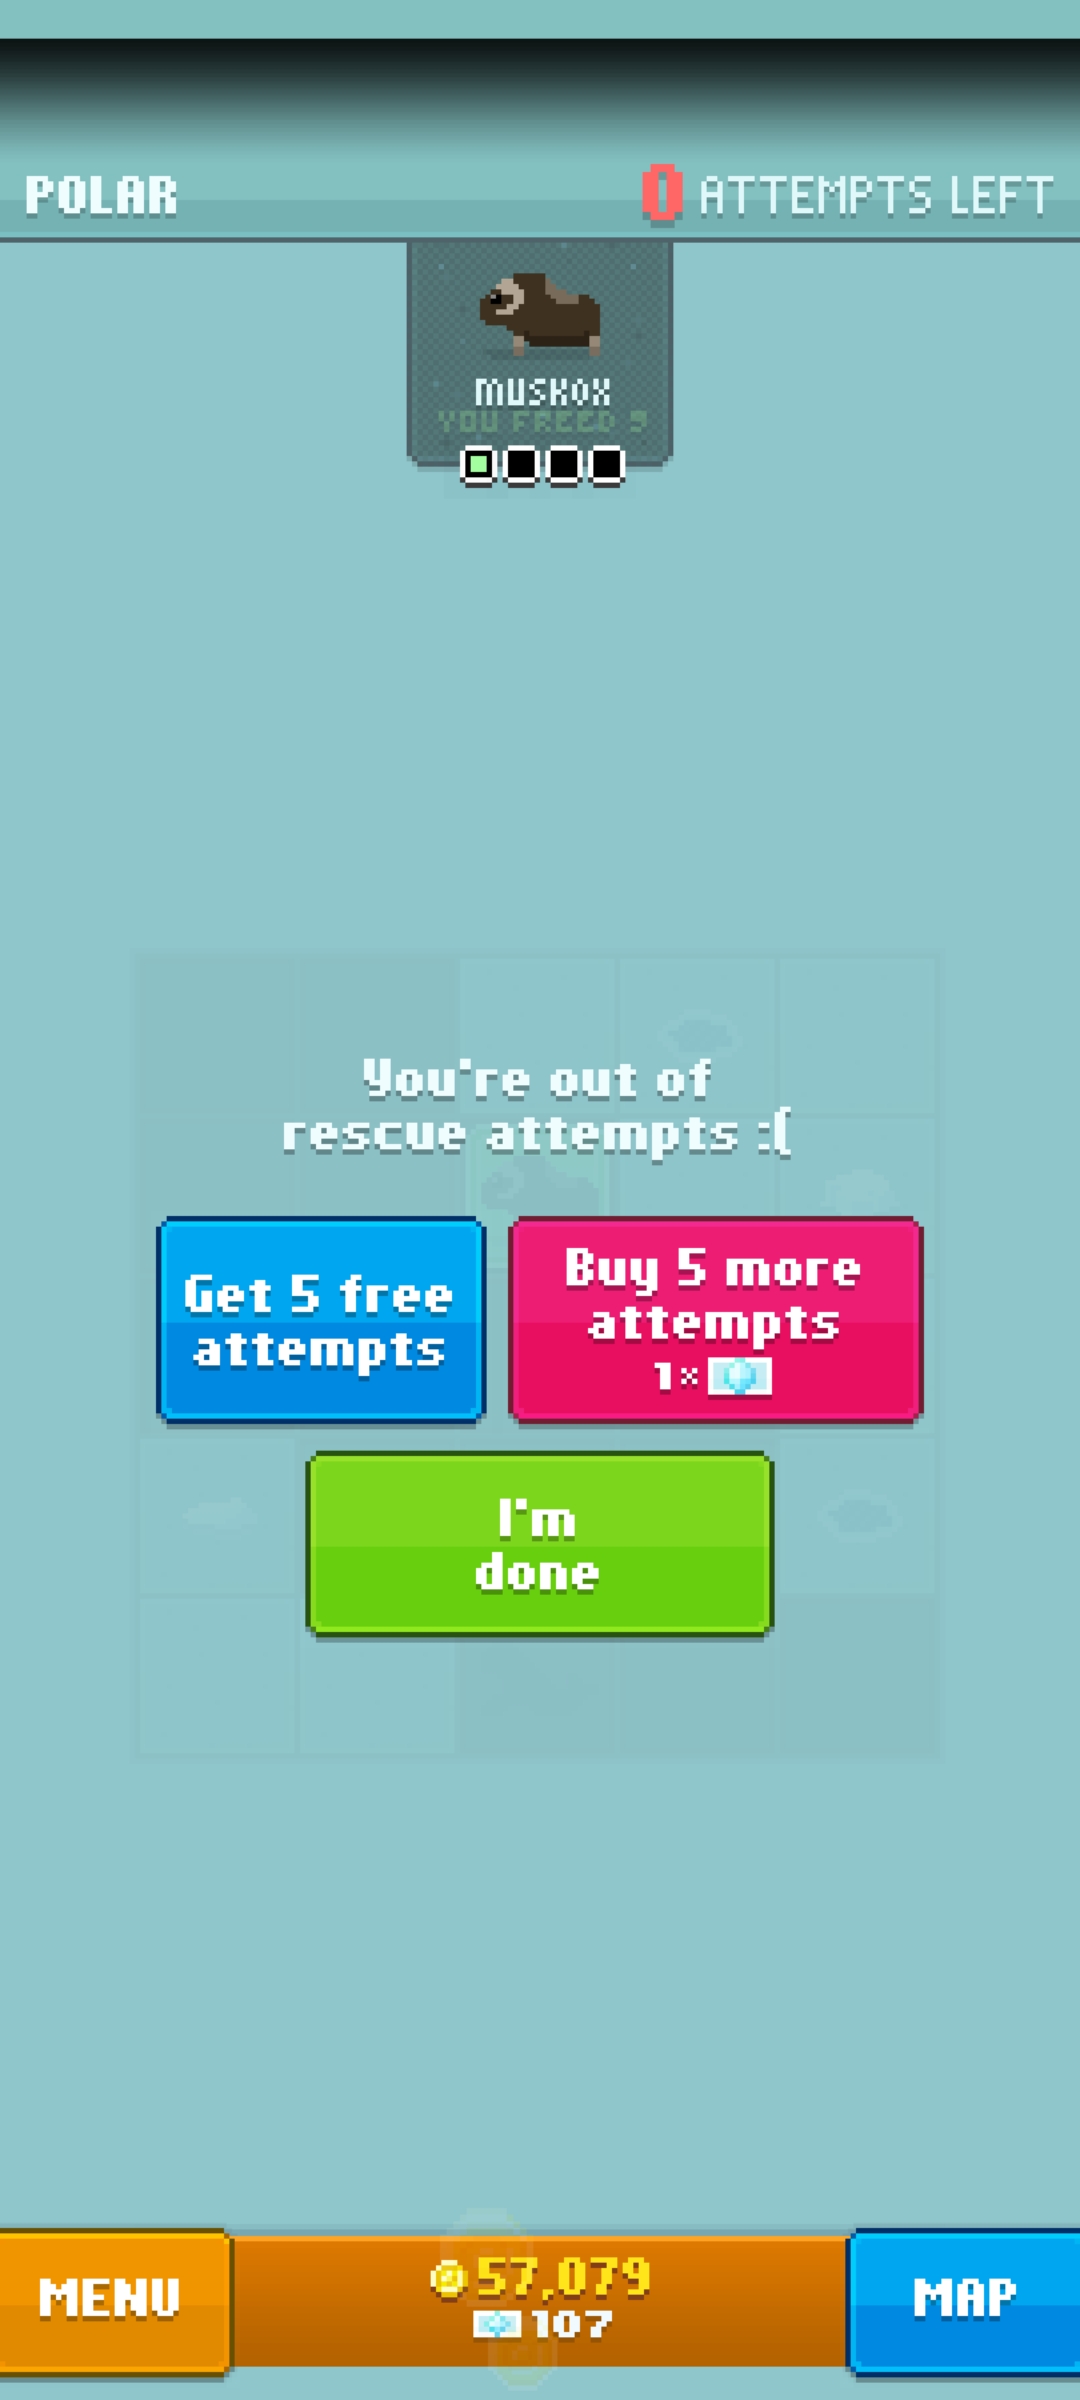 POLAR
0 ATTEMPTS LEFT
MUSKOX
YOU FREED 9
You're out of
rescue attempts :(
Get 5 free
attempts
Buy 5 more
attempts
1×
I'm
done
MENU
57,079
107
MAP